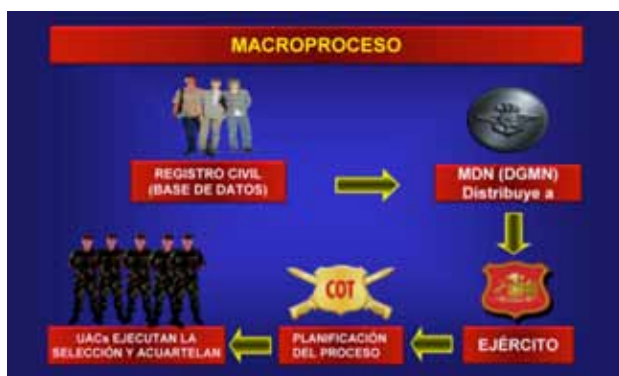 MACROPROCESO
REGISTRO CIVIL
(BASE DE DATOS)
MDN (DGMN)
Distribuye a
EJÉRCITO
COT
PLANIFICACIÓN
DEL PROCESO
UACs EJECUTAN LA
SELECCIÓN Y ACUARTELAN